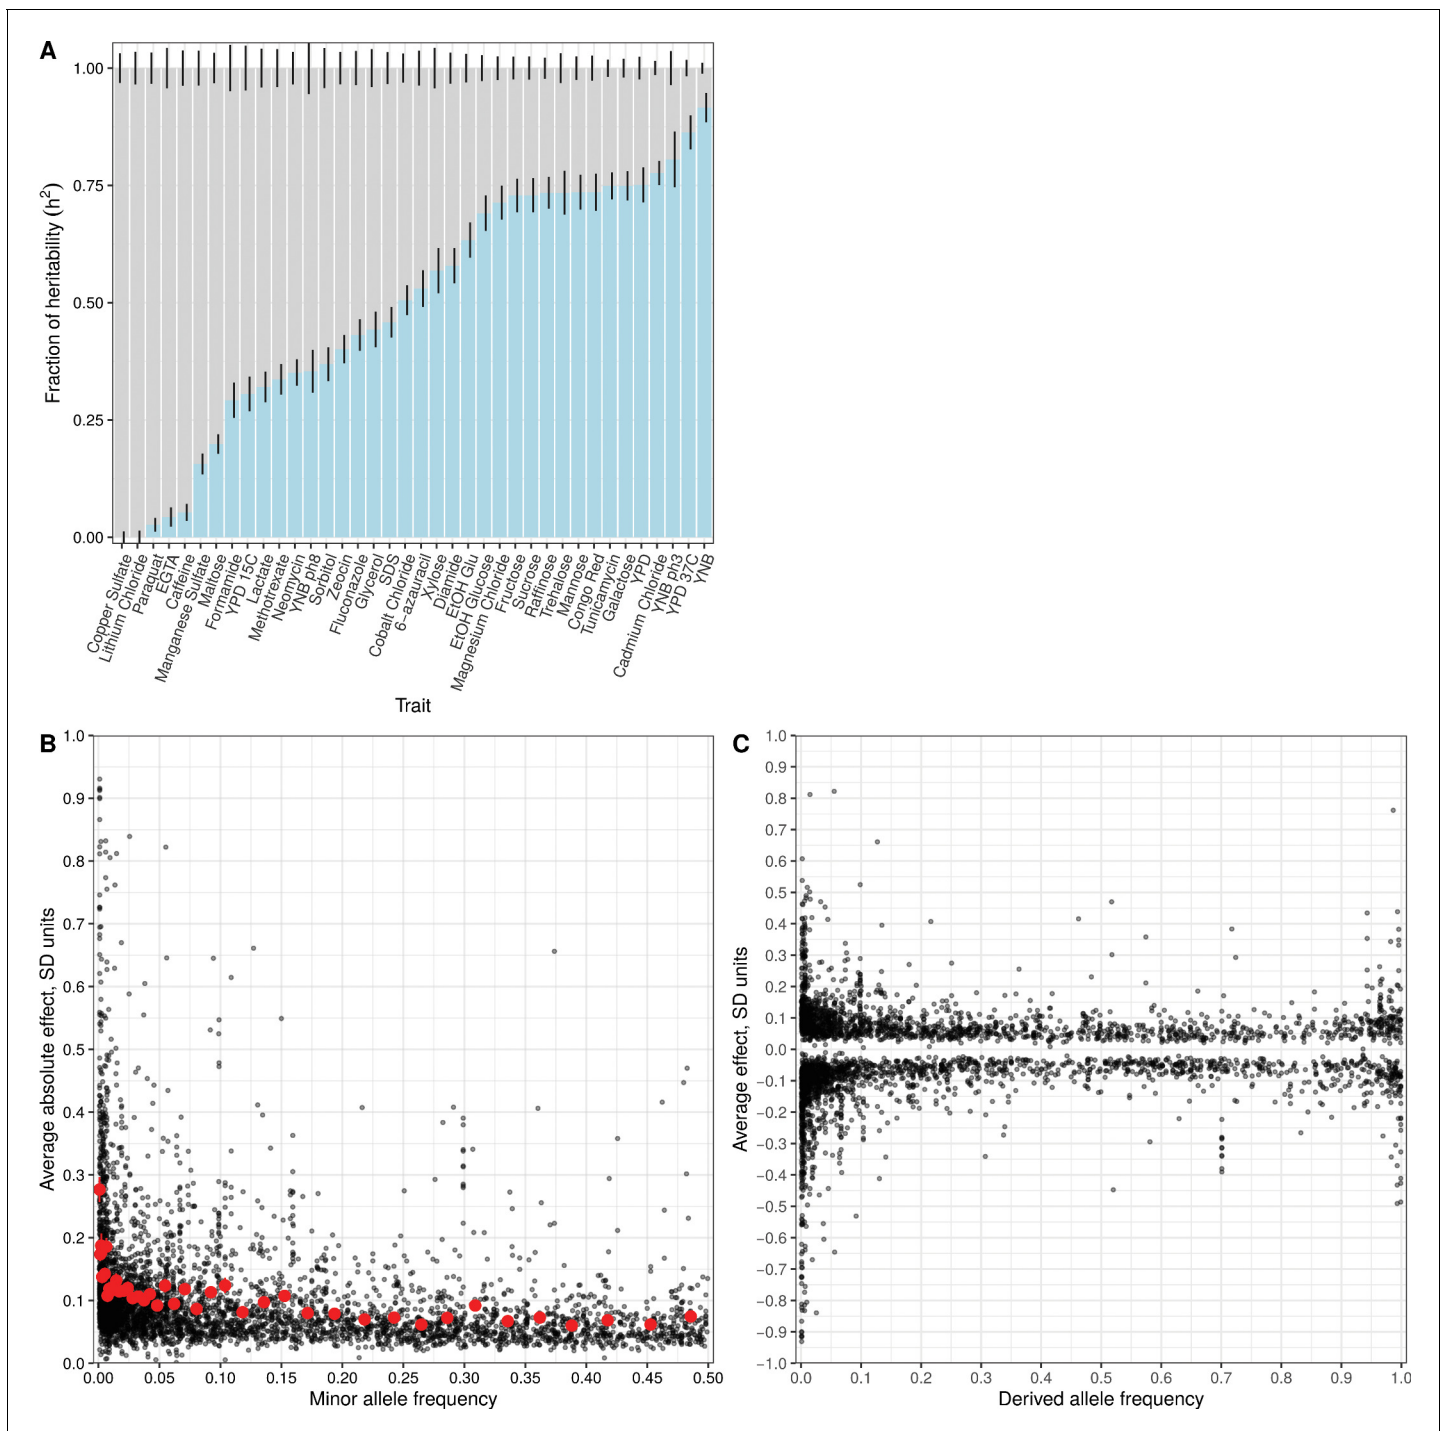 A
1.00
0.75
0.50
0.25
0.00
Fraction of heritability (h²)
Copper Sulfate
Lithium Chloride
Paraquat
EGTA
Caffeine
Manganese Sulfate
Maltose
Formamide
YPD 15C
Lactate
Methotrexate
Neomycin
YNB ph8
Sorbitol
Zeocin
Fluconazole
Glycerol
SDS
Cobalt Chloride
6−azauracil
Xylose
Diamide
EtOH Glu
EtOH Glucose
Magnesium Chloride
Fructose
Sucrose
Raffinose
Trehalose
Mannose
Congo Red
Tunicamycin
Galactose
YPD
Cadmium Chloride
YNB ph3
YPD 37C
YNB
Trait
B
1.0
0.9
0.8
0.7
0.6
0.5
0.4
0.3
0.2
0.1
0.0
Average absolute effect, SD units
0.00 0.05 0.10 0.15 0.20 0.25 0.30 0.35 0.40 0.45 0.50
Minor allele frequency
C
1.0
0.9
0.8
0.7
0.6
0.5
0.4
0.3
0.2
0.1
0.0
−0.1
−0.2
−0.3
−0.4
−0.5
−0.6
−0.7
−0.8
−0.9
−1.0
Average effect, SD units
0.0 0.1 0.2 0.3 0.4 0.5 0.6 0.7 0.8 0.9 1.0
Derived allele frequency